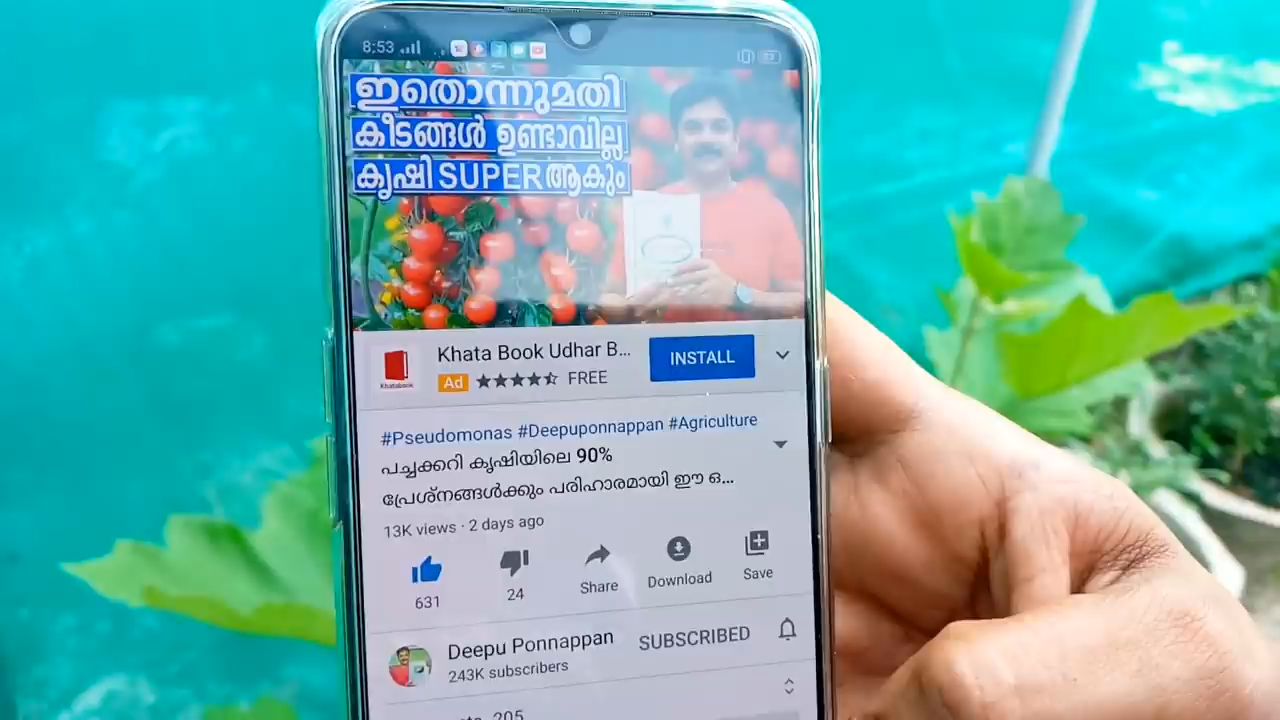 8:53
ഇതൊന്നുമതി
കീടങ്ങൾ ഉണ്ടാവില്ല
കൃഷി SUPER ആകും
Khatabook
Khata Book Udhar B...
INSTALL
Ad
FREE
#Pseudomonas #Deepuponnappan #Agriculture
പച്ചക്കറി കൃഷിയിലെ 90%
പ്രേശ്നങ്ങൾക്കും പരിഹാരമായി ഈ ഒ...
13K views · 2 days ago
631
24
Share
Download
Save
Deepu Ponnappan
SUBSCRIBED
243K subscribers
205